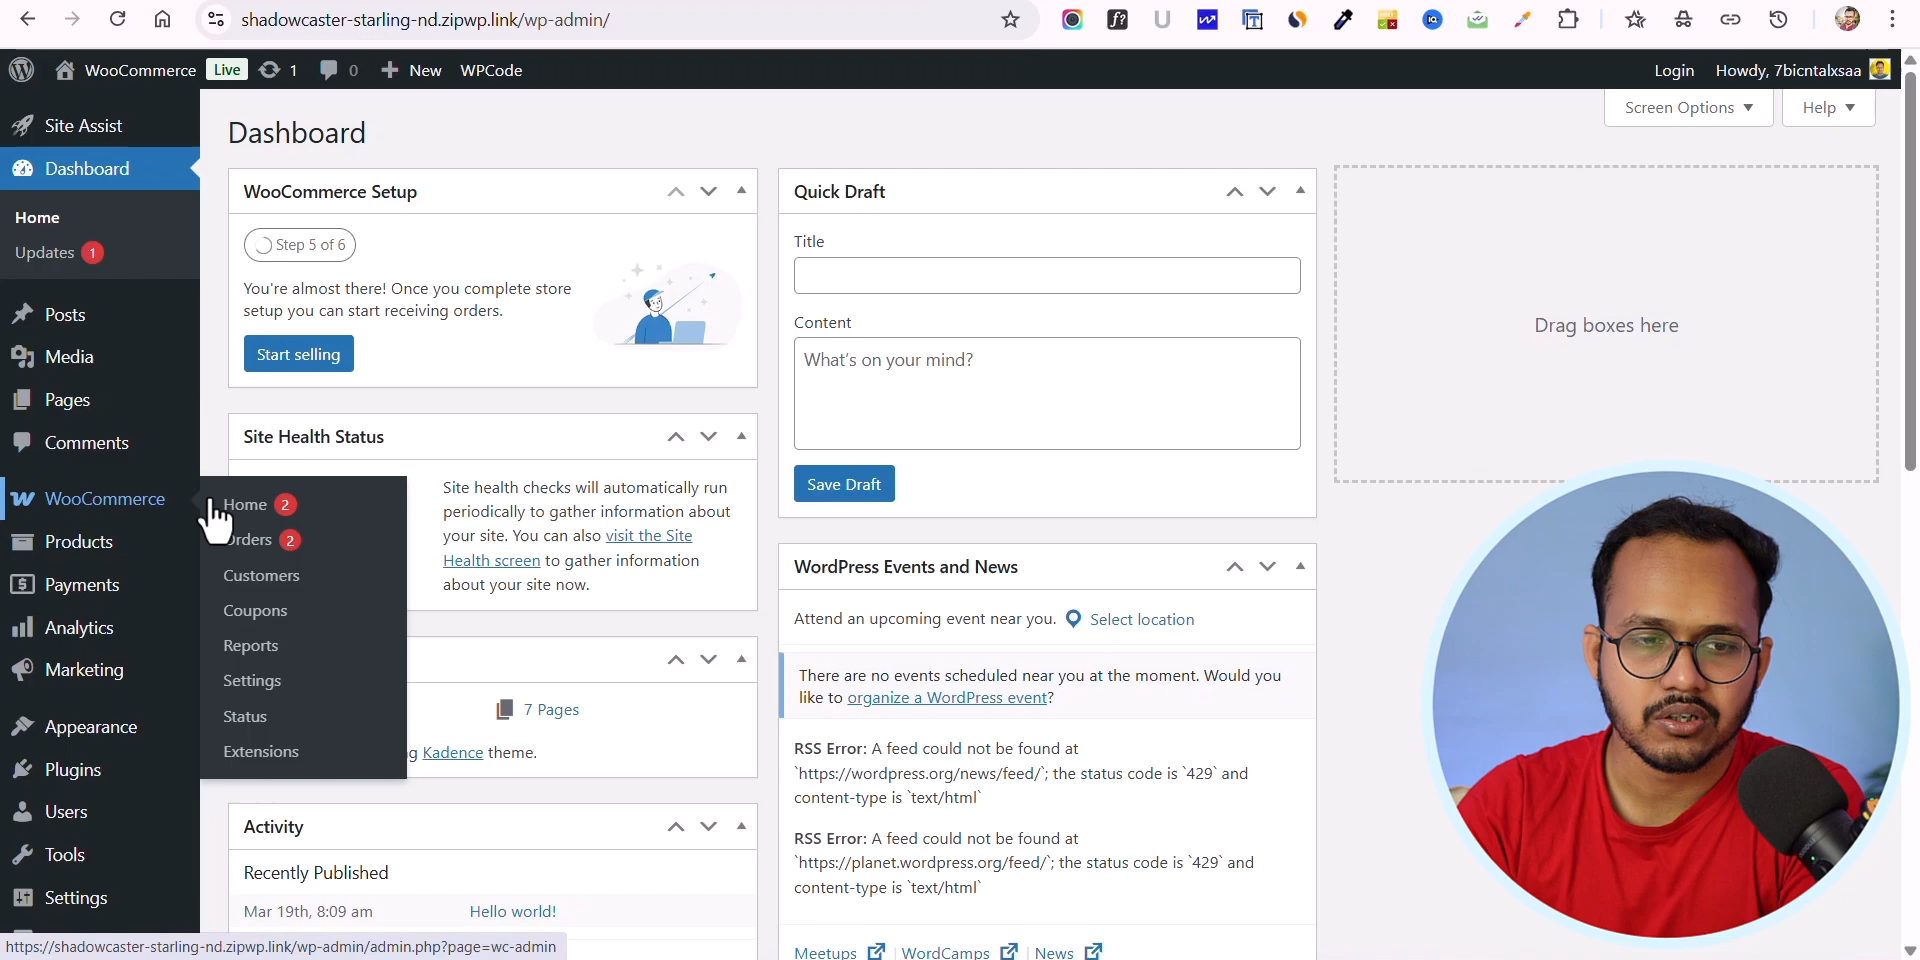 shadowcaster-starling-nd.zipwp.link/wp-admin/
WooCommerce Live 1 0 New WPCode
Login Howdy, 7bicntalxsaa
Screen Options Help
Site Assist
Dashboard
Home
Updates 1
Posts
Media
Pages
Comments
WooCommerce
Products
Payments
Analytics
Marketing
Appearance
Plugins
Users
Tools
Settings
Home 2
Orders 2
Customers
Coupons
Reports
Settings
Status
Extensions
Dashboard
WooCommerce Setup
Step 5 of 6
You're almost there! Once you complete store
setup you can start receiving orders.
Start selling
Site Health Status
Site health checks will automatically run
periodically to gather information about
your site. You can also visit the Site
Health screen to gather information
about your site now.
7 Pages
Kadence theme.
Activity
Recently Published
Mar 19th, 8:09 am Hello world!
Quick Draft
Title
Content
What's on your mind?
Save Draft
WordPress Events and News
Attend an upcoming event near you. Select location
There are no events scheduled near you at the moment. Would you
like to organize a WordPress event?
RSS Error: A feed could not be found at
`https://wordpress.org/news/feed/`; the status code is `429` and
content-type is `text/html`
RSS Error: A feed could not be found at
`https://planet.wordpress.org/feed/`; the status code is `429` and
content-type is `text/html`
Meetups | WordCamps | News
Drag boxes here
https://shadowcaster-starling-nd.zipwp.link/wp-admin/admin.php?page=wc-admin